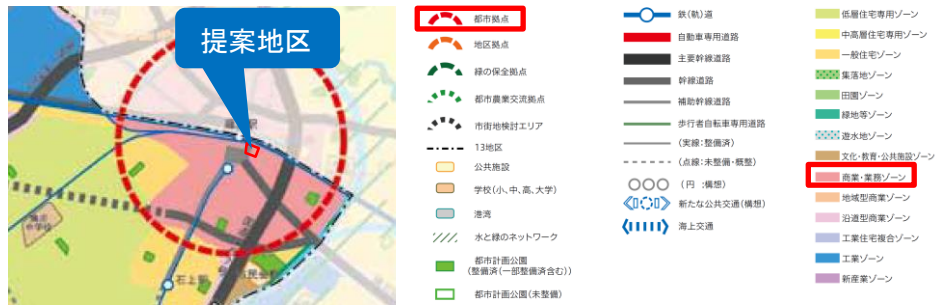 提案地区
石上駅
都市拠点
地区拠点
緑の保全拠点
都市農業交流拠点
市街地検討エリア
13地区
公共施設
学校(小、中、高、大学)
港湾
水と緑のネットワーク
都市計画公園
(整備済(一部整備済含む))
都市計画公園(未整備)
鉄(軌)道
自動車専用道路
主要幹線道路
幹線道路
補助幹線道路
歩行者自転車専用道路
(実線:整備済)
(点線:未整備・概整)
(円 :構想)
新たな公共交通(構想)
海上交通
低層住宅専用ゾーン
中高層住宅専用ゾーン
一般住宅ゾーン
集落地ゾーン
田園ゾーン
緑地等ゾーン
遊水地ゾーン
文化・教育・公共施設ゾーン
商業・業務ゾーン
地域型商業ゾーン
沿道型商業ゾーン
工業住宅複合ゾーン
工業ゾーン
新産業ゾーン